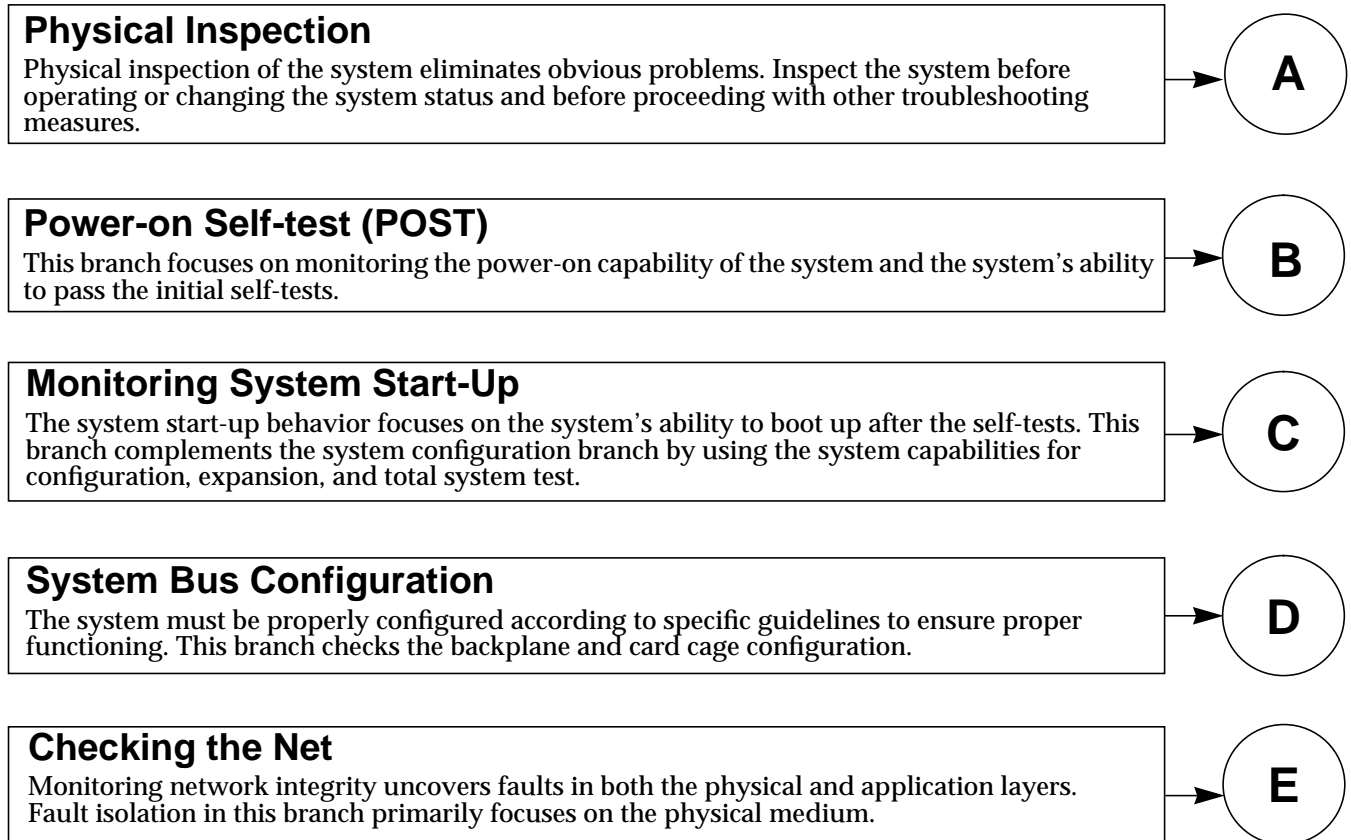 Physical Inspection
Physical inspection of the system eliminates obvious problems. Inspect the system before
operating or changing the system status and before proceeding with other troubleshooting
measures.
A
Power-on Self-test (POST)
This branch focuses on monitoring the power-on capability of the system and the system’s ability
to pass the initial self-tests.
B
Monitoring System Start-Up
The system start-up behavior focuses on the system’s ability to boot up after the self-tests. This
branch complements the system configuration branch by using the system capabilities for
configuration, expansion, and total system test.
C
System Bus Configuration
The system must be properly configured according to specific guidelines to ensure proper
functioning. This branch checks the backplane and card cage configuration.
D
Checking the Net
Monitoring network integrity uncovers faults in both the physical and application layers.
Fault isolation in this branch primarily focuses on the physical medium.
E